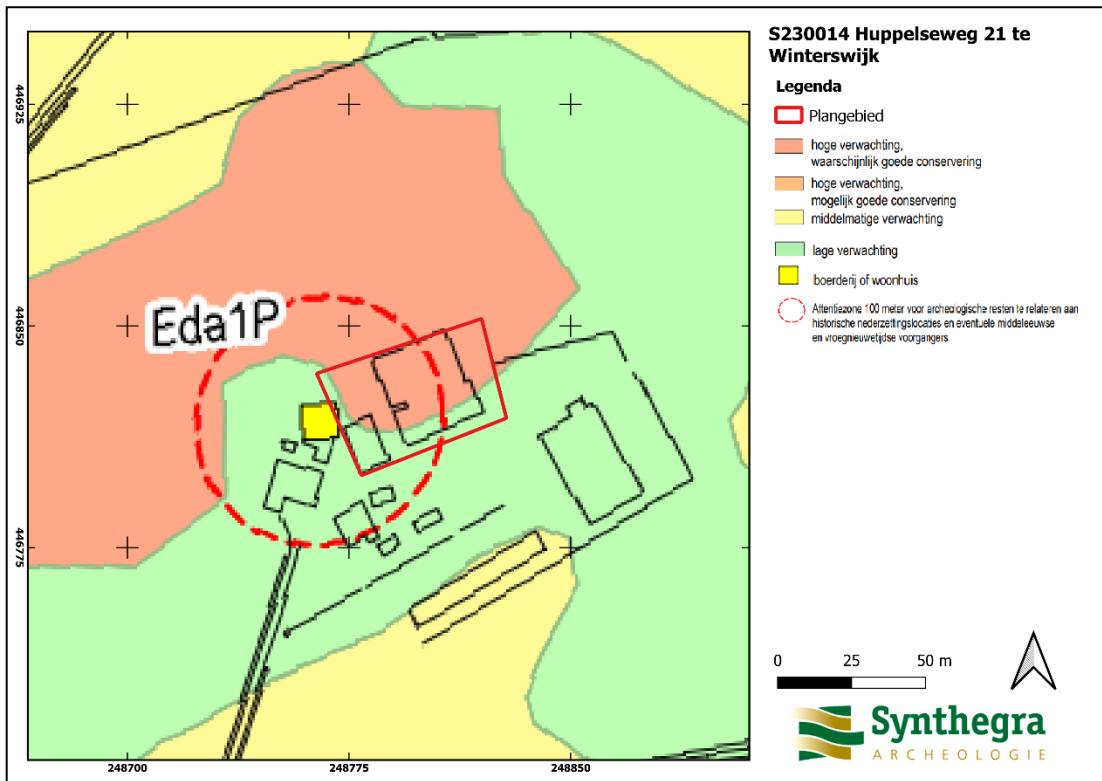 S230014 Huppelseweg 21 te
Winterswijk
Legenda
Plangebied
hoge verwachting,
waarschijnlijk goede conservering
hoge verwachting,
mogelijk goede conservering
middelmatige verwachting
lage verwachting
boerderij of woonhuis
Attentiezone 100 meter voor archeologische resten te relateren aan
historische nederzettingslocaties en eventuele middeleeuwse
en vroegnieuwetijdse voorgangers
446925
446850
446775
Eda1P
248700
248775
248850
0 25 50 m
Synthegra
ARCHEOLOGIE